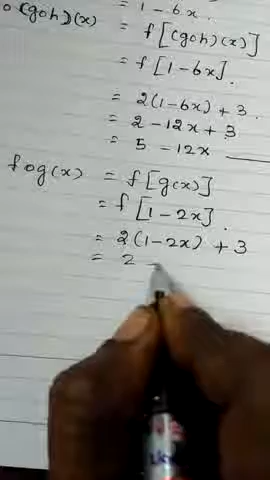 = 1 - 6x.
o(goh)(x) = f[(goh)(x)]
= f[1-6x].
= 2(1-6x) + 3.
= 2 - 12x + 3
= 5 - 12x
fog(x) = f[g(x)]
= f[1-2x].
= 2(1-2x) + 3
= 2 -